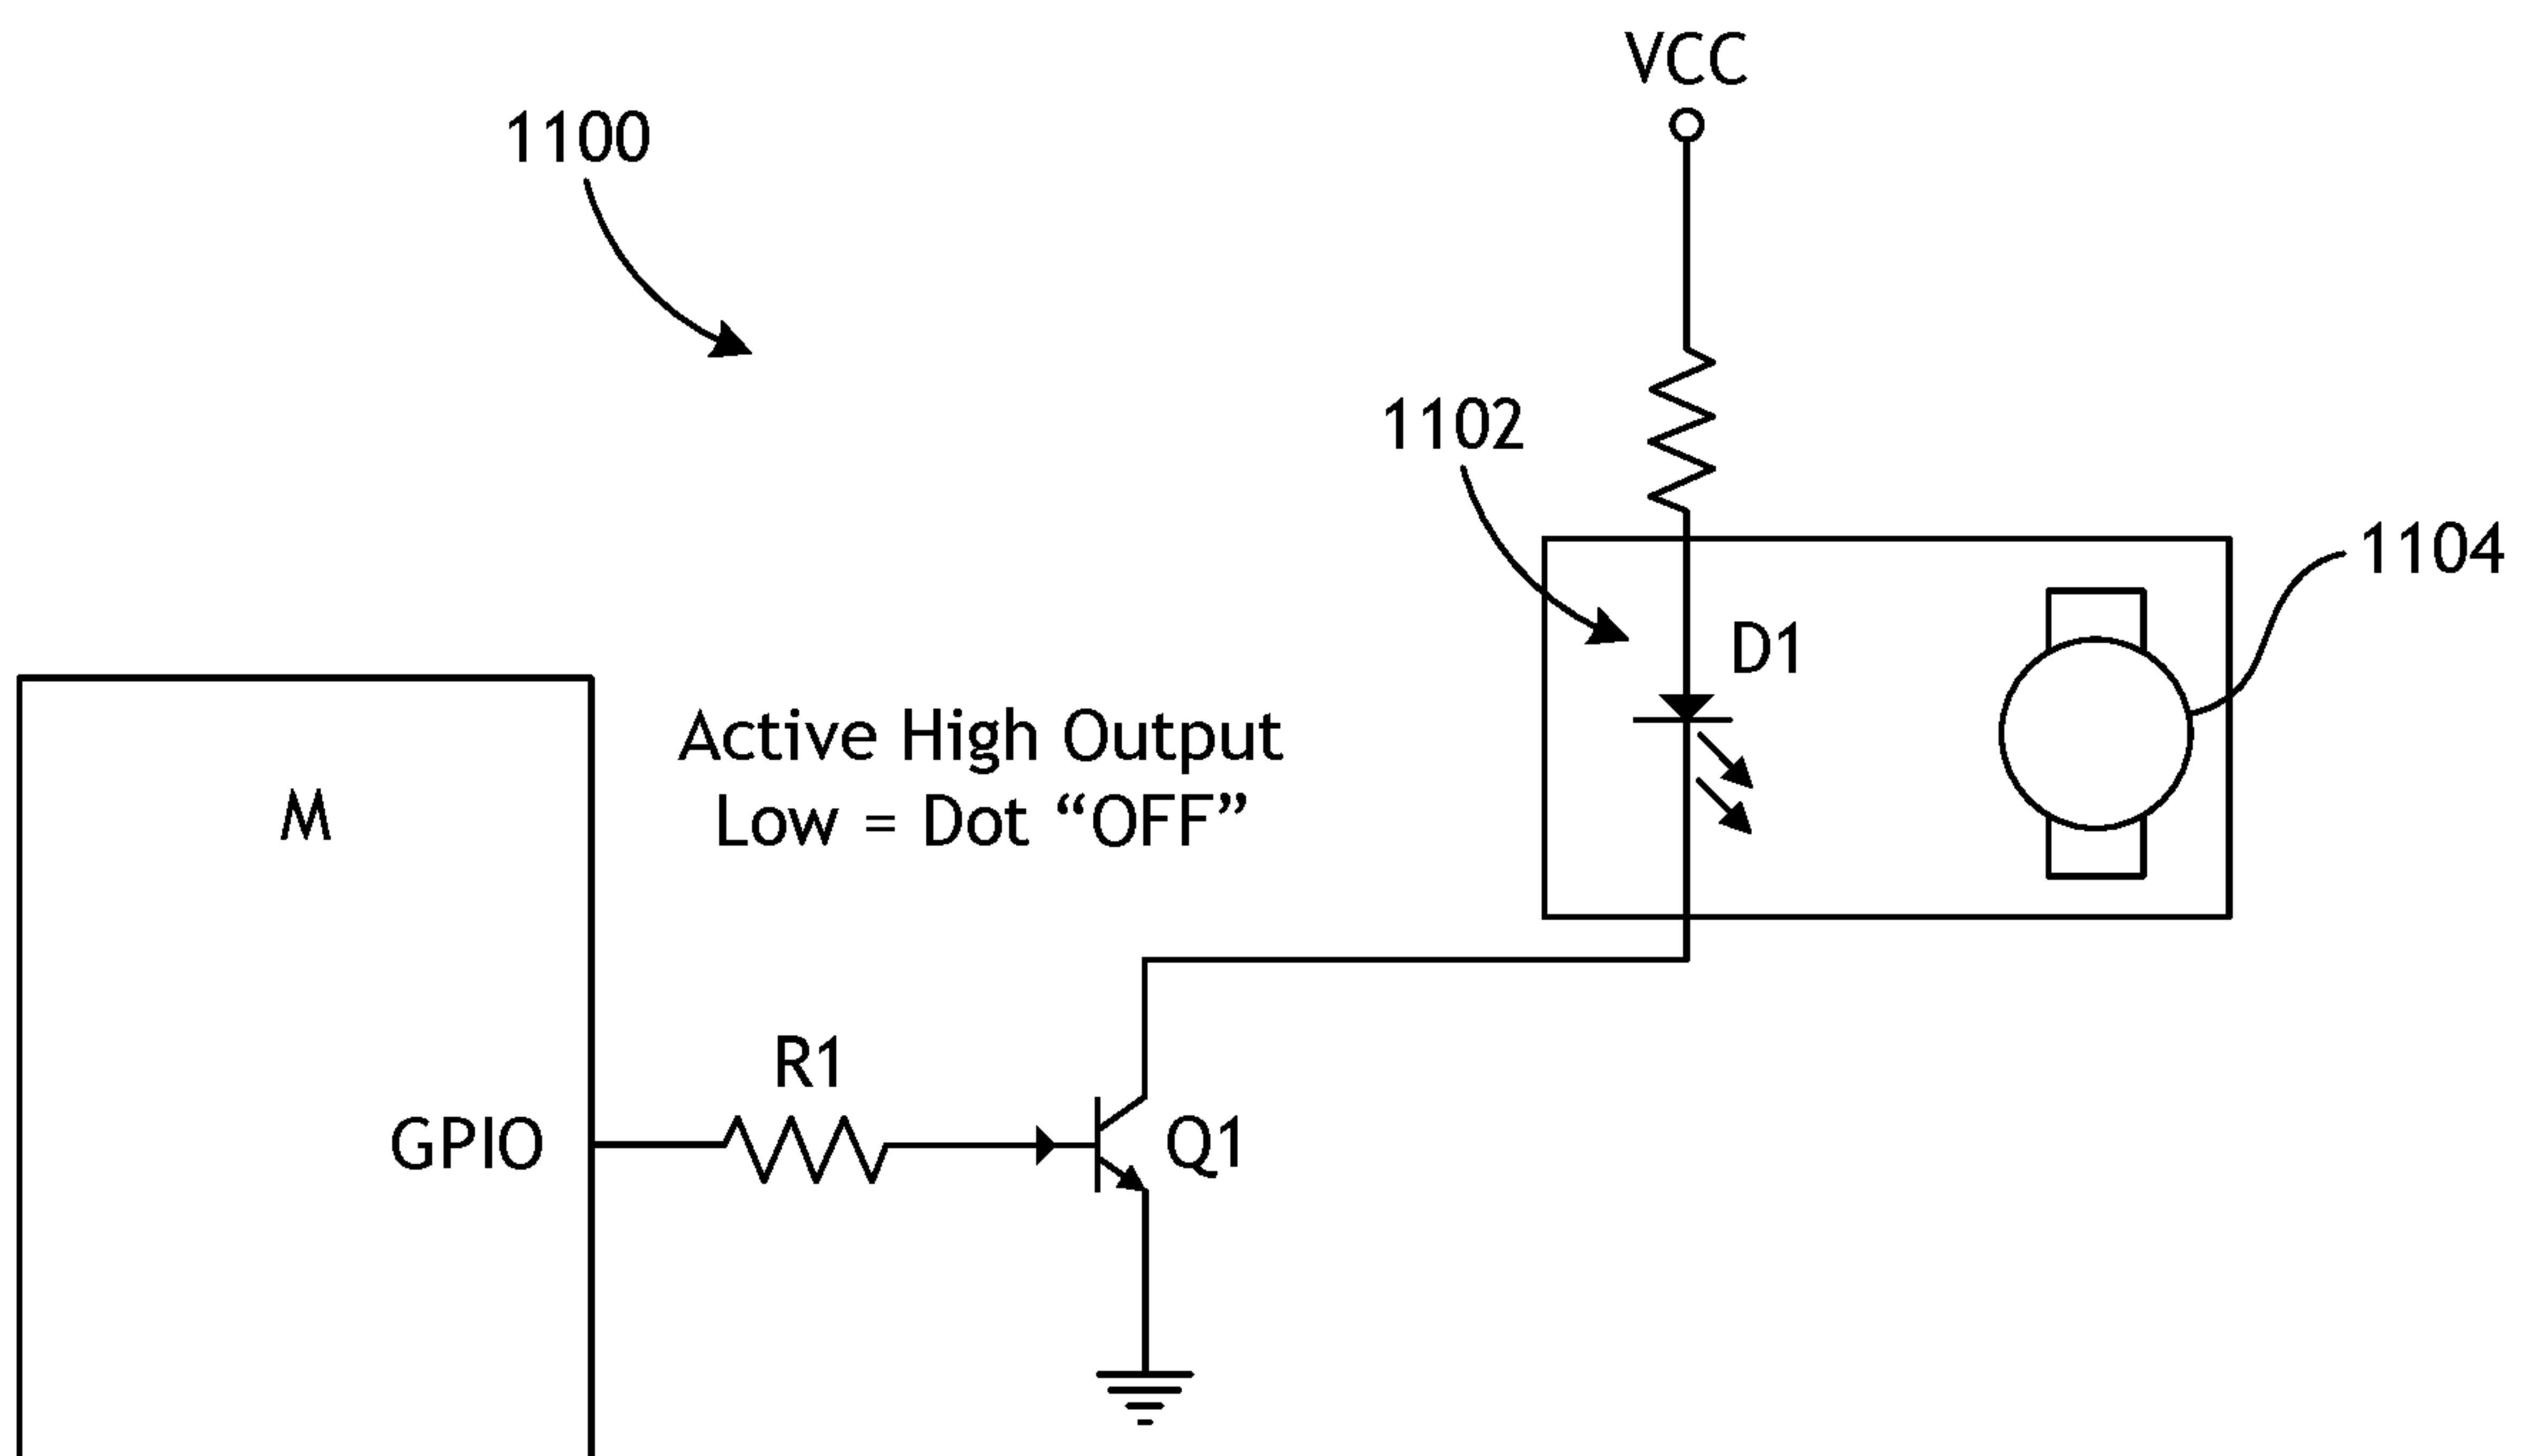 VCC
1100
1102
1104
D1
Active High Output
Low = Dot “OFF”
M
R1
GPIO
Q1